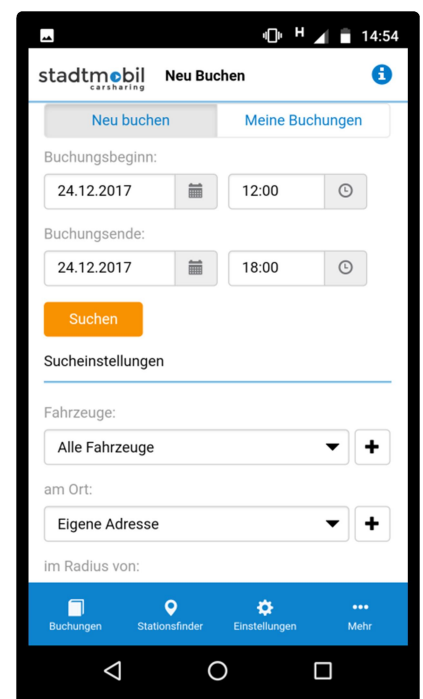 H 14:54
stadtmobil carsharing Neu Buchen
Neu buchen Meine Buchungen
Buchungsbeginn:
24.12.2017 12:00
Buchungsende:
24.12.2017 18:00
Suchen
Sucheinstellungen
Fahrzeuge:
Alle Fahrzeuge
am Ort:
Eigene Adresse
im Radius von:
Buchungen Stationsfinder Einstellungen Mehr